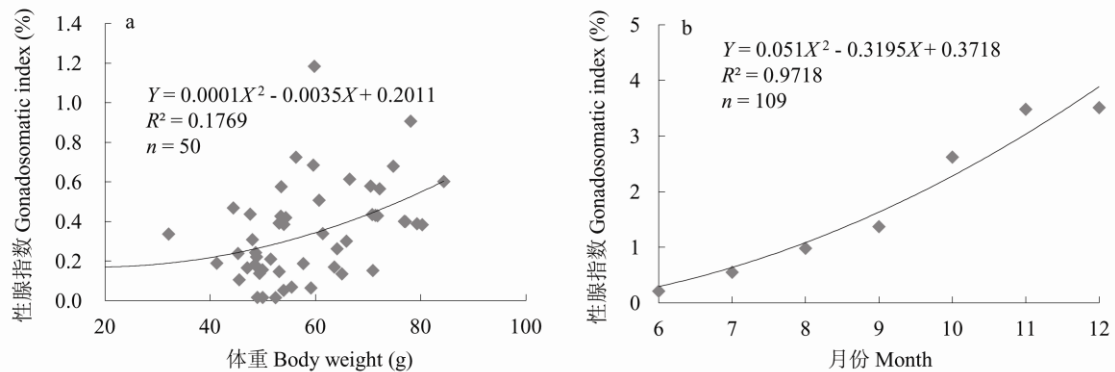 a
Y = 0.0001X² - 0.0035X + 0.2011
R² = 0.1769
n = 50
性腺指数 Gonadosomatic index (%)
1.4
1.2
1.0
0.8
0.6
0.4
0.2
0.0
20 40 60 80 100
体重 Body weight (g)
b
Y = 0.051X² - 0.3195X + 0.3718
R² = 0.9718
n = 109
性腺指数 Gonadosomatic index (%)
5
4
3
2
1
0
6 7 8 9 10 11 12
月份 Month